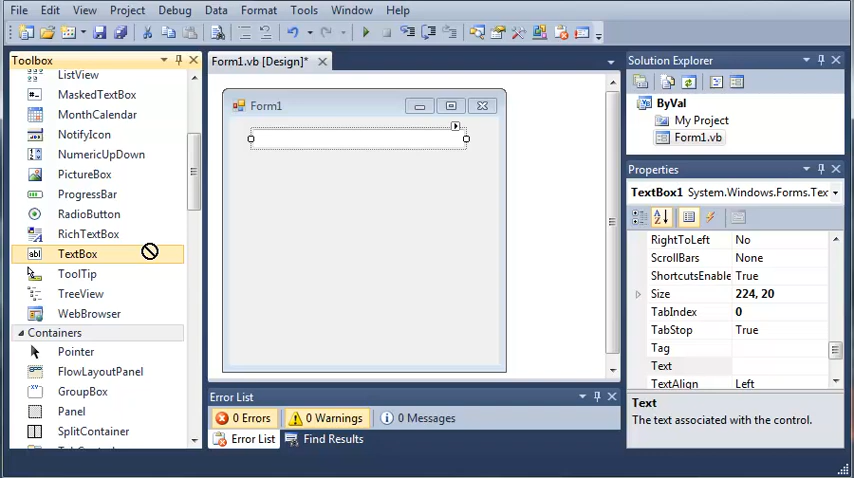 File Edit View Project Debug Data Format Tools Window Help
Toolbox
ListView
MaskedTextBox
MonthCalendar
NotifyIcon
NumericUpDown
PictureBox
ProgressBar
RadioButton
RichTextBox
abl TextBox
ToolTip
TreeView
WebBrowser
Containers
Pointer
FlowLayoutPanel
GroupBox
Panel
SplitContainer
Form1.vb [Design]*
Form1
Error List
0 Errors 0 Warnings 0 Messages
Error List Find Results
Solution Explorer
ByVal
My Project
Form1.vb
Properties
TextBox1 System.Windows.Forms.Tex
RightToLeft No
ScrollBars None
ShortcutsEnable True
Size 224, 20
TabIndex 0
TabStop True
Tag
Text
TextAlign Left
Text
The text associated with the control.